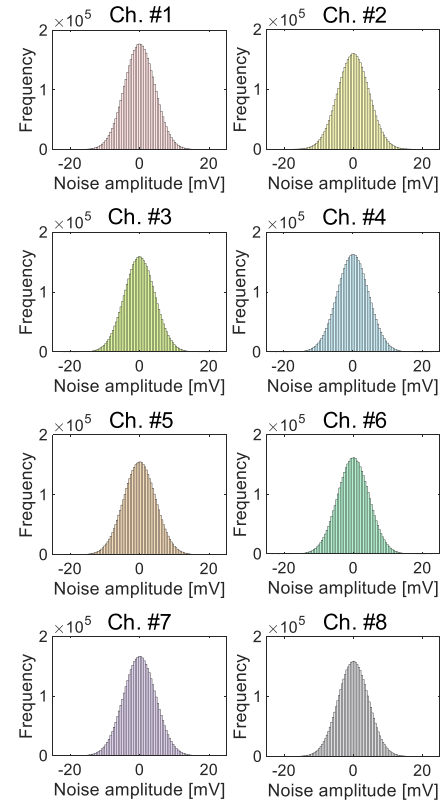 Ch. #1
×10^5
2
1
0
Frequency
-20 0 20
Noise amplitude [mV]
Ch. #2
×10^5
2
1
0
Frequency
-20 0 20
Noise amplitude [mV]
Ch. #3
×10^5
2
1
0
Frequency
-20 0 20
Noise amplitude [mV]
Ch. #4
×10^5
2
1
0
Frequency
-20 0 20
Noise amplitude [mV]
Ch. #5
×10^5
2
1
0
Frequency
-20 0 20
Noise amplitude [mV]
Ch. #6
×10^5
2
1
0
Frequency
-20 0 20
Noise amplitude [mV]
Ch. #7
×10^5
2
1
0
Frequency
-20 0 20
Noise amplitude [mV]
Ch. #8
×10^5
2
1
0
Frequency
-20 0 20
Noise amplitude [mV]